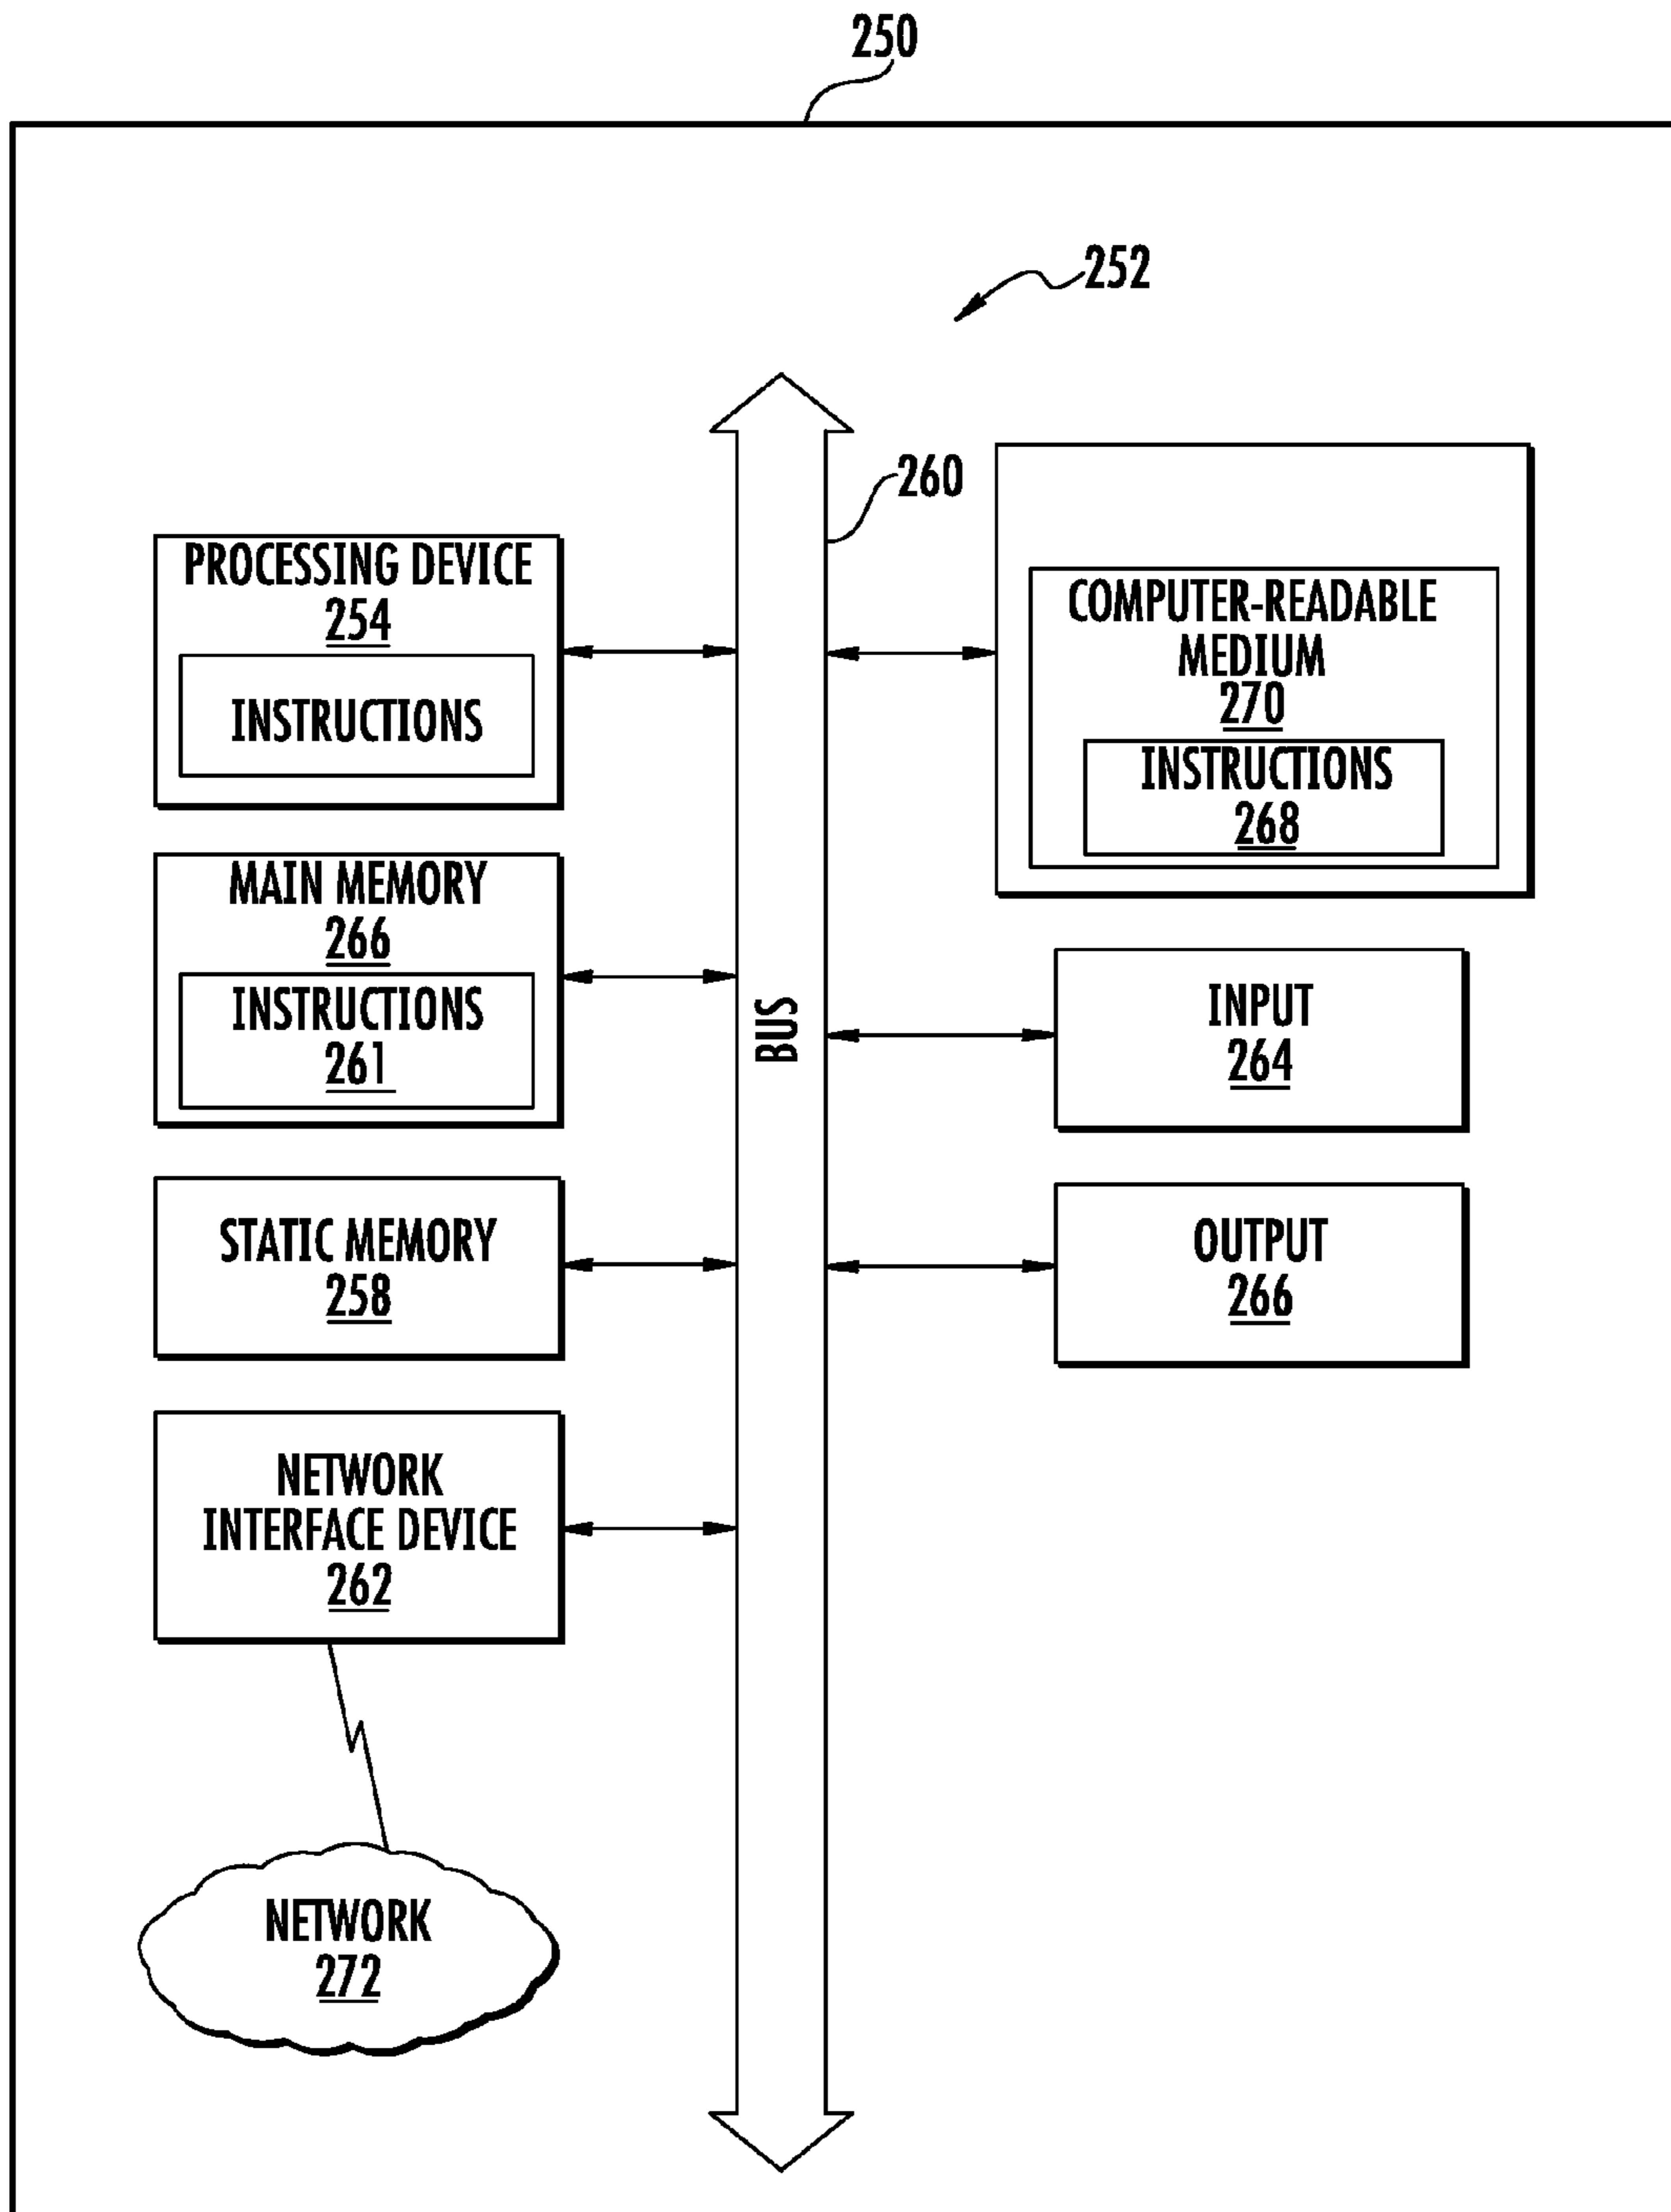 250
252
260
PROCESSING DEVICE
254
INSTRUCTIONS
MAIN MEMORY
266
INSTRUCTIONS
261
STATIC MEMORY
258
NETWORK
INTERFACE DEVICE
262
NETWORK
272
BUS
COMPUTER-READABLE
MEDIUM
270
INSTRUCTIONS
268
INPUT
264
OUTPUT
266